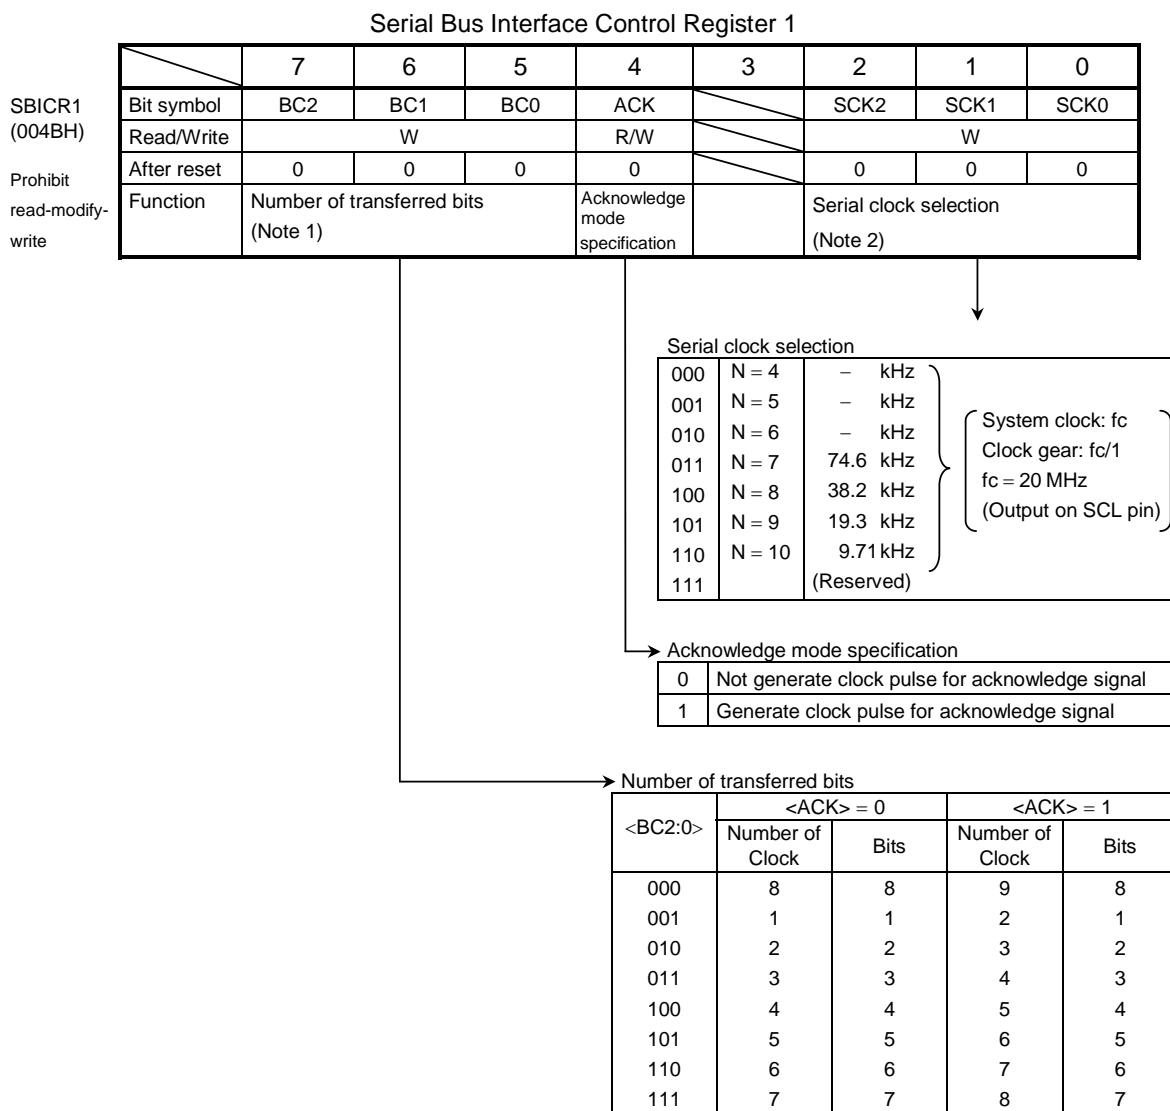 Serial Bus Interface Control Register 1
7 6 5 4 3 2 1 0
SBICR1
(004BH)
Prohibit
read-modify-
write
Bit symbol BC2 BC1 BC0 ACK SCK2 SCK1 SCK0
Read/Write W R/W W
After reset 0 0 0 0 0 0 0
Function Number of transferred bits
(Note 1)
Acknowledge
mode
specification
Serial clock selection
(Note 2)
Serial clock selection
000 N = 4 – kHz
001 N = 5 – kHz
010 N = 6 – kHz
011 N = 7 74.6 kHz
100 N = 8 38.2 kHz
101 N = 9 19.3 kHz
110 N = 10 9.71 kHz
111 (Reserved)
System clock: fc
Clock gear: fc/1
fc = 20 MHz
(Output on SCL pin)
Acknowledge mode specification
0 Not generate clock pulse for acknowledge signal
1 Generate clock pulse for acknowledge signal
Number of transferred bits
<BC2:0> <ACK> = 0 <ACK> = 1
Number of
Clock
Bits
Number of
Clock
Bits
000 8 8 9 8
001 1 1 2 1
010 2 2 3 2
011 3 3 4 3
100 4 4 5 4
101 5 5 6 5
110 6 6 7 6
111 7 7 8 7